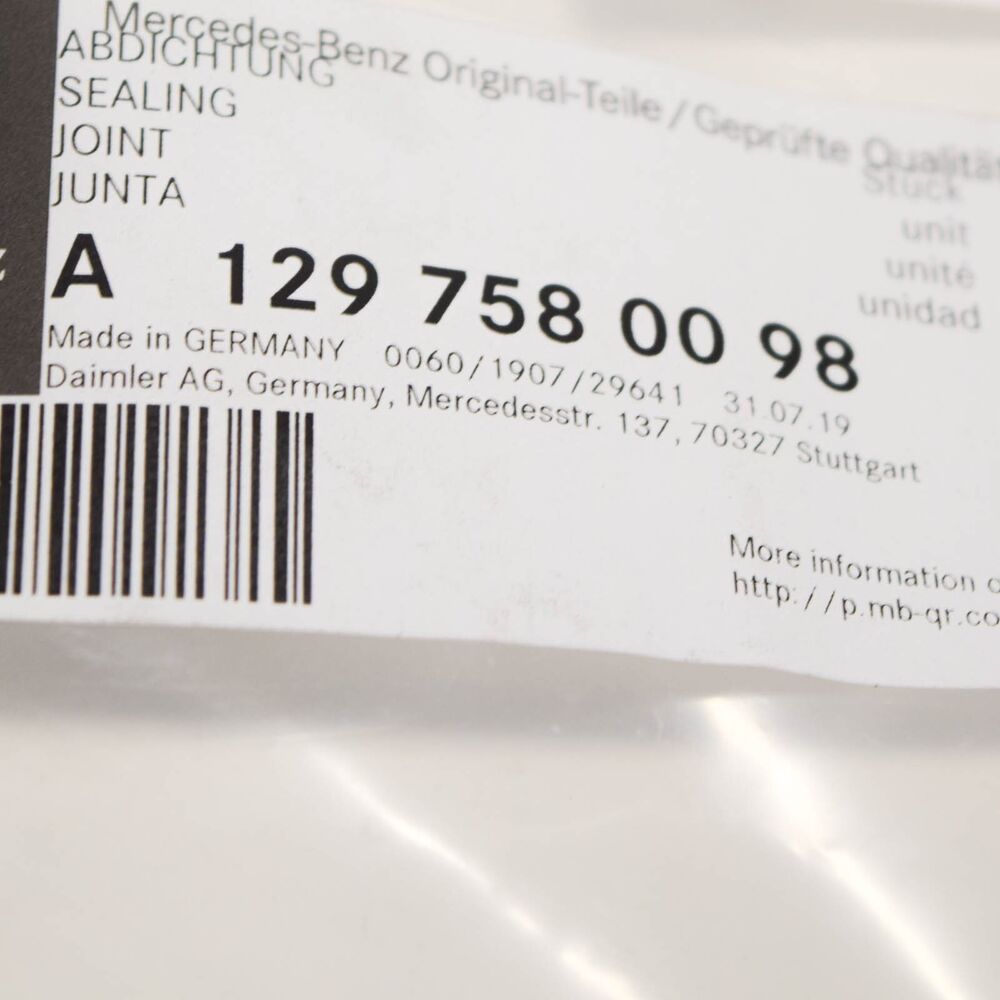 Mercedes-Benz Original-Teile / Geprüfte Qualität
ABDICHTUNG
SEALING
JOINT
JUNTA
Stück
unit
unité
unidad
A 129 758 00 98
Made in GERMANY 0060/1907/29641 31.07.19
Daimler AG, Germany, Mercedesstr. 137, 70327 Stuttgart
More information
http://p.mb-qr.co